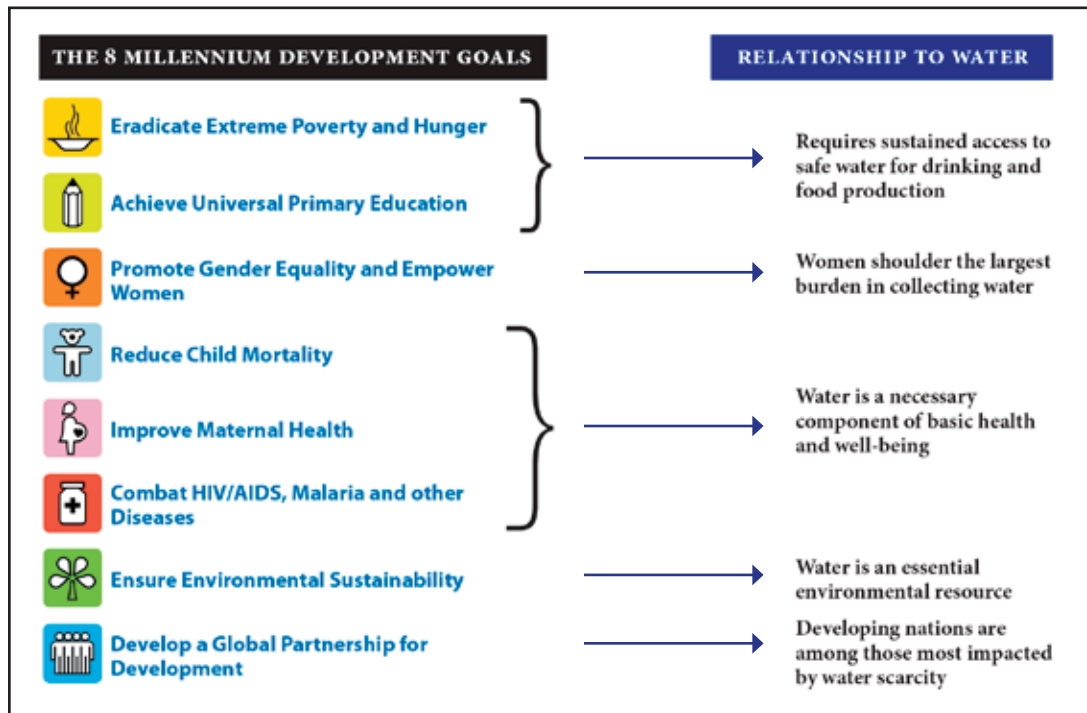 THE 8 MILLENNIUM DEVELOPMENT GOALS
RELATIONSHIP TO WATER
Eradicate Extreme Poverty and Hunger
Achieve Universal Primary Education
Requires sustained access to
safe water for drinking and
food production
Promote Gender Equality and Empower
Women
Women shoulder the largest
burden in collecting water
Reduce Child Mortality
Improve Maternal Health
Combat HIV/AIDS, Malaria and other
Diseases
Water is a necessary
component of basic health
and well-being
Ensure Environmental Sustainability
Water is an essential
environmental resource
Develop a Global Partnership for
Development
Developing nations are
among those most impacted
by water scarcity